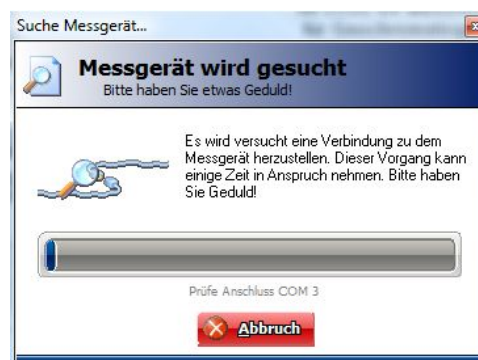 Suche Messgerät...
Messgerät wird gesucht
Bitte haben Sie etwas Geduld!
Es wird versucht eine Verbindung zu dem
Messgerät herzustellen. Dieser Vorgang kann
einige Zeit in Anspruch nehmen. Bitte haben
Sie Geduld!
Prüfe Anschluss COM 3
Abbruch